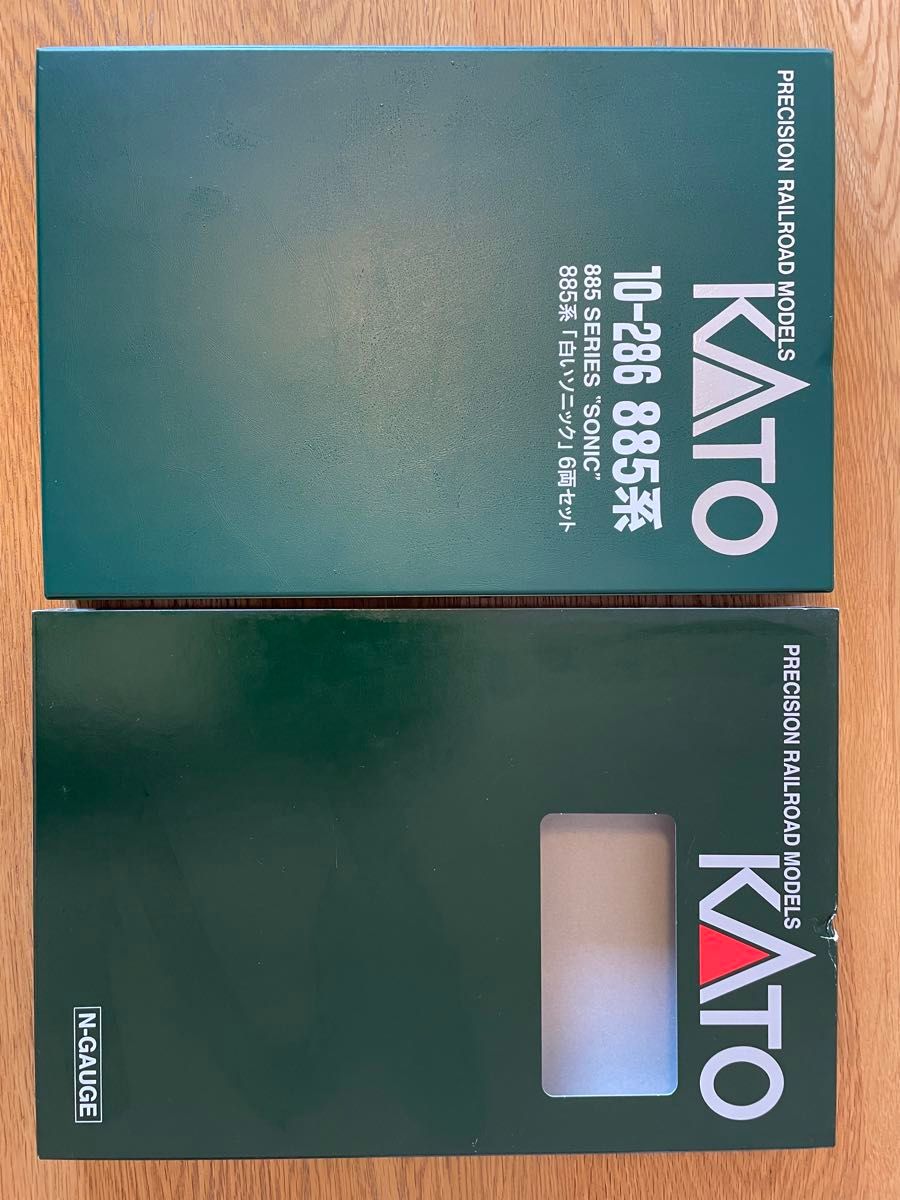 PRECISION RAILROAD MODELS
KATO
10-286 885系
885 SERIES “SONIC”
885系「白いソニック」6両セット
PRECISION RAILROAD MODELS
KATO
N-GAUGE